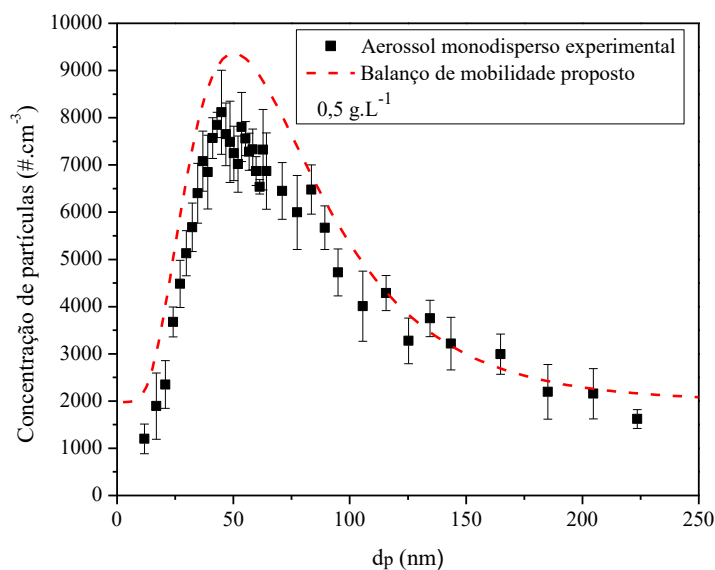 Concentração de partículas (#.cm⁻³)
10000
9000
8000
7000
6000
5000
4000
3000
2000
1000
0
Aerossol monodisperso experimental
Balanço de mobilidade proposto
0,5 g.L⁻¹
0 50 100 150 200 250
dp (nm)